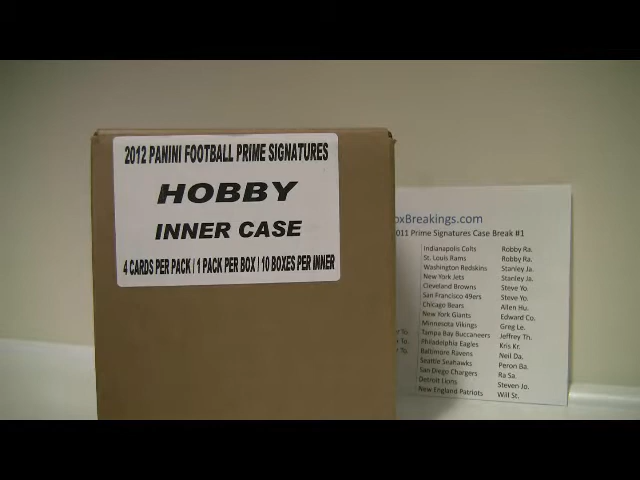 2012 PANINI FOOTBALL PRIME SIGNATURES
HOBBY
INNER CASE
4 CARDS PER PACK / 1 PACK PER BOX / 10 BOXES PER INNER
oxBreakings.com
011 Prime Signatures Case Break #1
Indianapolis Colts Robby Ra.
St. Louis Rams Robby Ra.
Washington Redskins Stanley Ja.
New York Jets Stanley Ja.
Cleveland Browns Steve Yo.
San Francisco 49ers Steve Yo.
Chicago Bears Allen Hu.
New York Giants Edward Co.
Minnesota Vikings Greg Le.
To. Tampa Bay Buccaneers Jeffrey Th.
To. Philadelphia Eagles Kris Kr.
To. Baltimore Ravens Neil Da.
Seattle Seahawks Peron Ba.
San Diego Chargers Ra Sa.
Detroit Lions Steven Jo.
New England Patriots Will St.